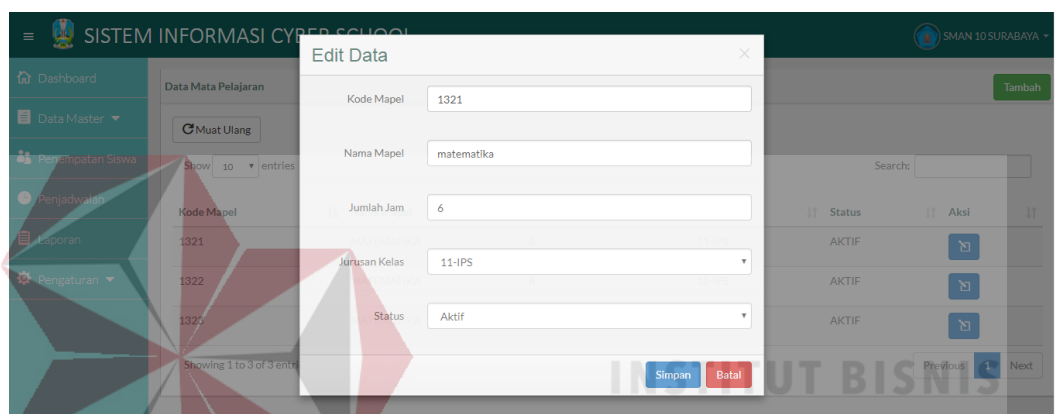 ≡ SISTEM INFORMASI CYBER SCHOOL SMAN 10 SURABAYA
Edit Data ×
Dashboard
Data Mata Pelajaran Tambah
Kode Mapel 1321
Data Master
Muat Ulang
Nama Mapel matematika
Penempatan Siswa
Show 10 entries Search:
Penjadwalan
Jumlah Jam 6
Kode Mapel Status Aksi
Laporan
1321 AKTIF
Jurusan Kelas 11-IPS
Pengaturan
1322 AKTIF
Status Aktif
1323 AKTIF
Showing 1 to 3 of 3 entri
Simpan Batal
Previous 1 Next
INSTITUT BISNIS